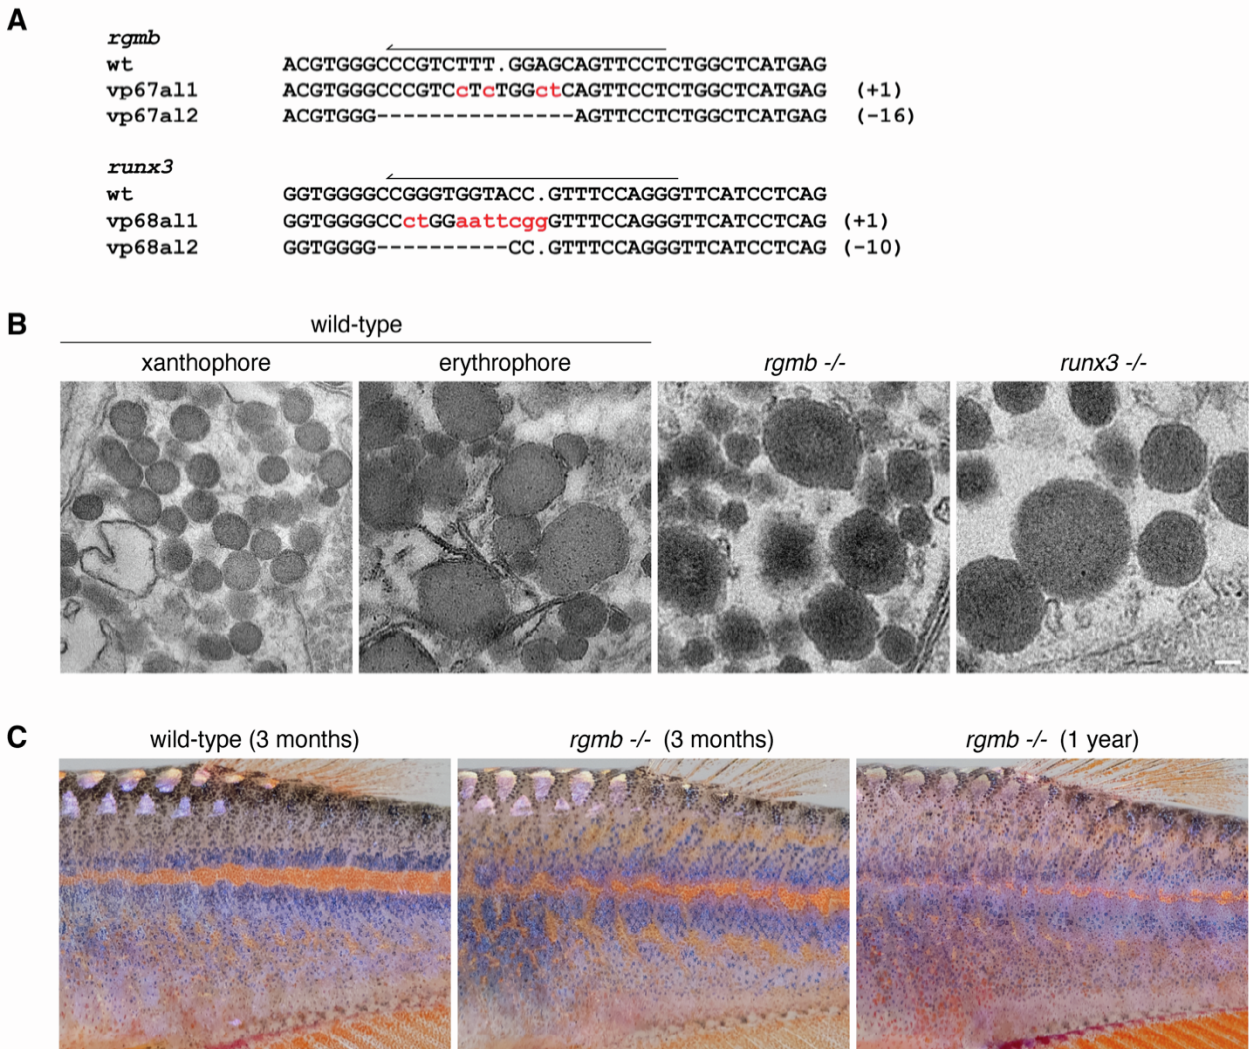 A
rgmb
wt ACGTGGGCCCGTCTTT.GGAGCAGTTCCTCTGGCTCATGAG
vp67al1 ACGTGGGCCCGTCcTcTGGctCAGTTCCTCTGGCTCATGAG (+1)
vp67al2 ACGTGGG---------------AGTTCCTCTGGCTCATGAG (-16)
runx3
wt GGTGGGGCCGGGTGGTACC.GTTTCCAGGGTTCATCCTCAG
vp68al1 GGTGGGGCCctGGaattcggGTTTCCAGGGTTCATCCTCAG (+1)
vp68al2 GGTGGGG----------CC.GTTTCCAGGGTTCATCCTCAG (-10)
B
wild-type
xanthophore erythrophore rgmb -/- runx3 -/-
C
wild-type (3 months) rgmb -/- (3 months) rgmb -/- (1 year)